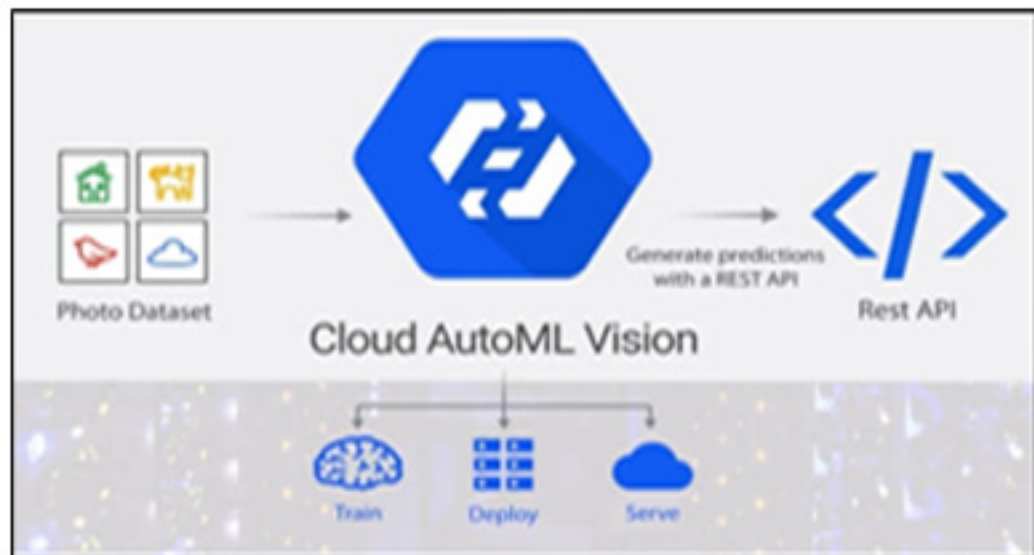 Photo Dataset
Generate predictions
with a REST API
Rest API
Cloud AutoML Vision
Train
Deploy
Serve